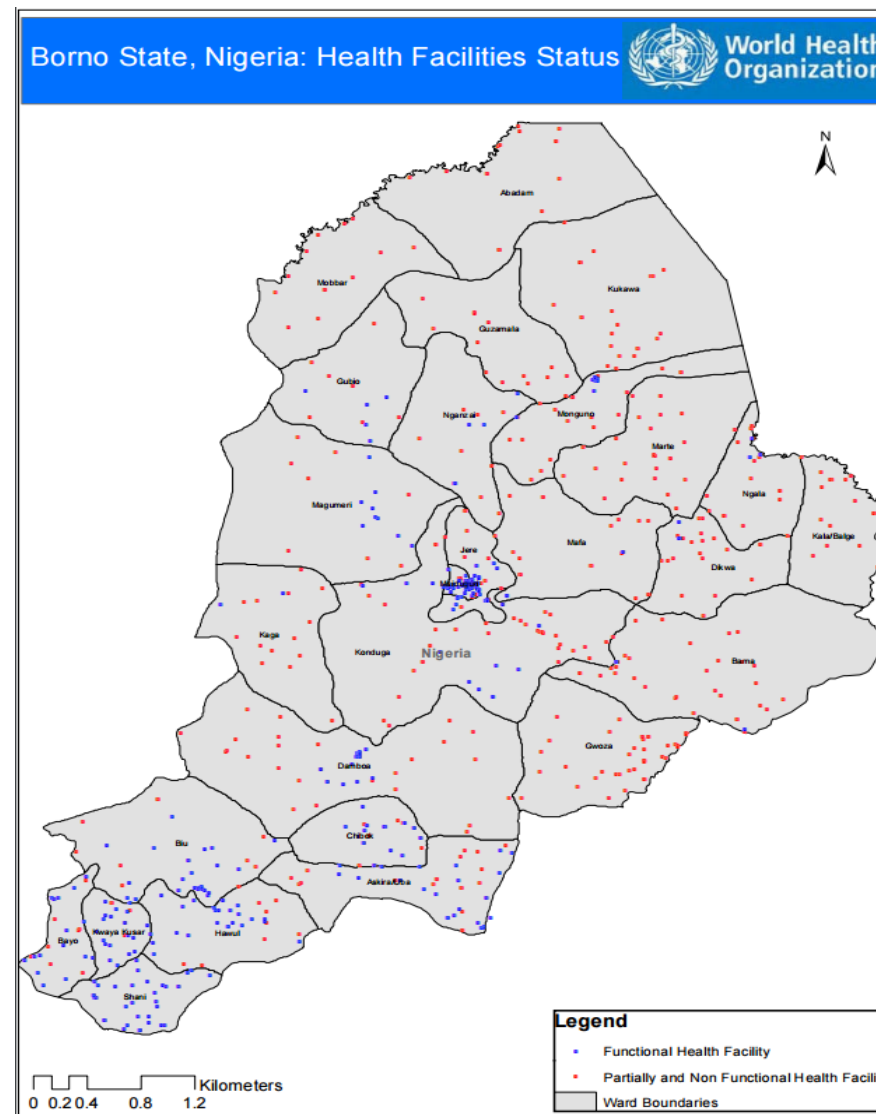 Borno State, Nigeria: Health Facilities Status
World Health
Organization
N
Abadam
Mobbar
Kukawa
Guzamala
Gubio
Nganzai
Monguno
Marte
Magumeri
Ngala
Kala/Balge
Mafa
Jere
Dikwa
Kaga
Konduga
Nigeria
Bama
Gwoza
Damboa
Chibok
Biu
Askira/Uba
Hawul
Kwaya Kusar
Bayo
Shani
Legend
Functional Health Facility
Partially and Non Functional Health Facili
Ward Boundaries
Kilometers
0 0.2 0.4 0.8 1.2